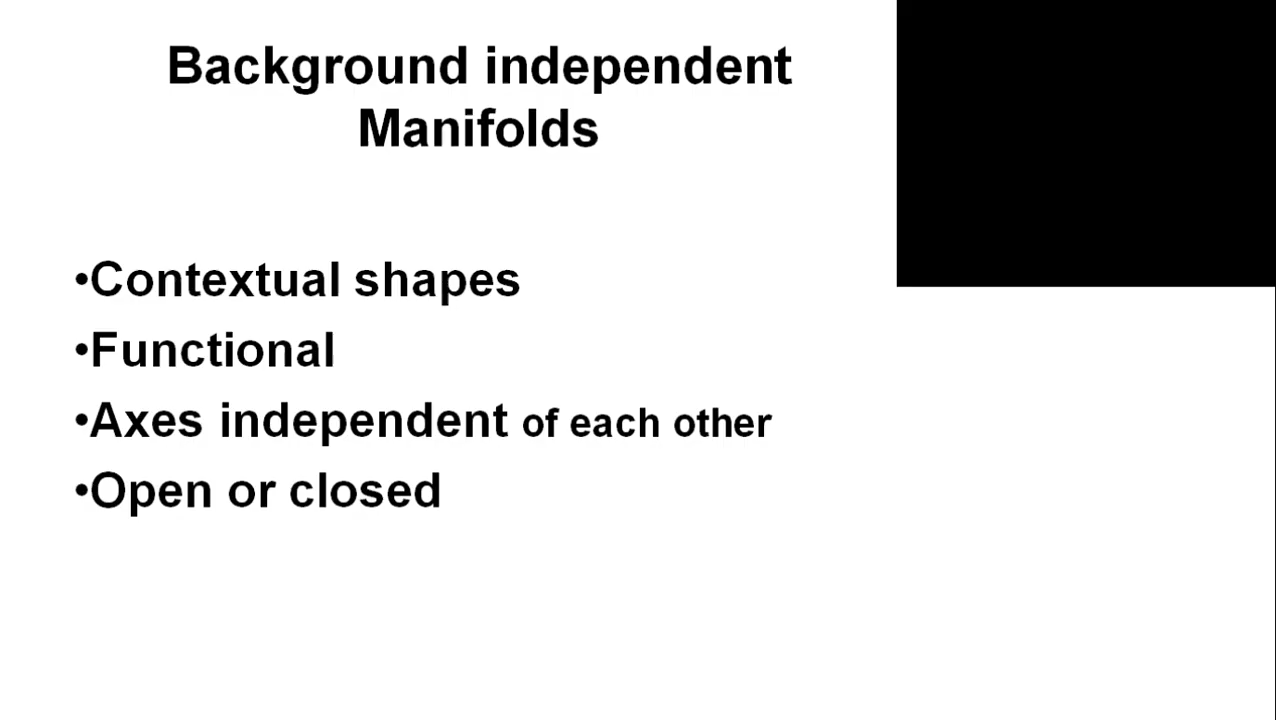 Background independent
Manifolds
•Contextual shapes
•Functional
•Axes independent of each other
•Open or closed